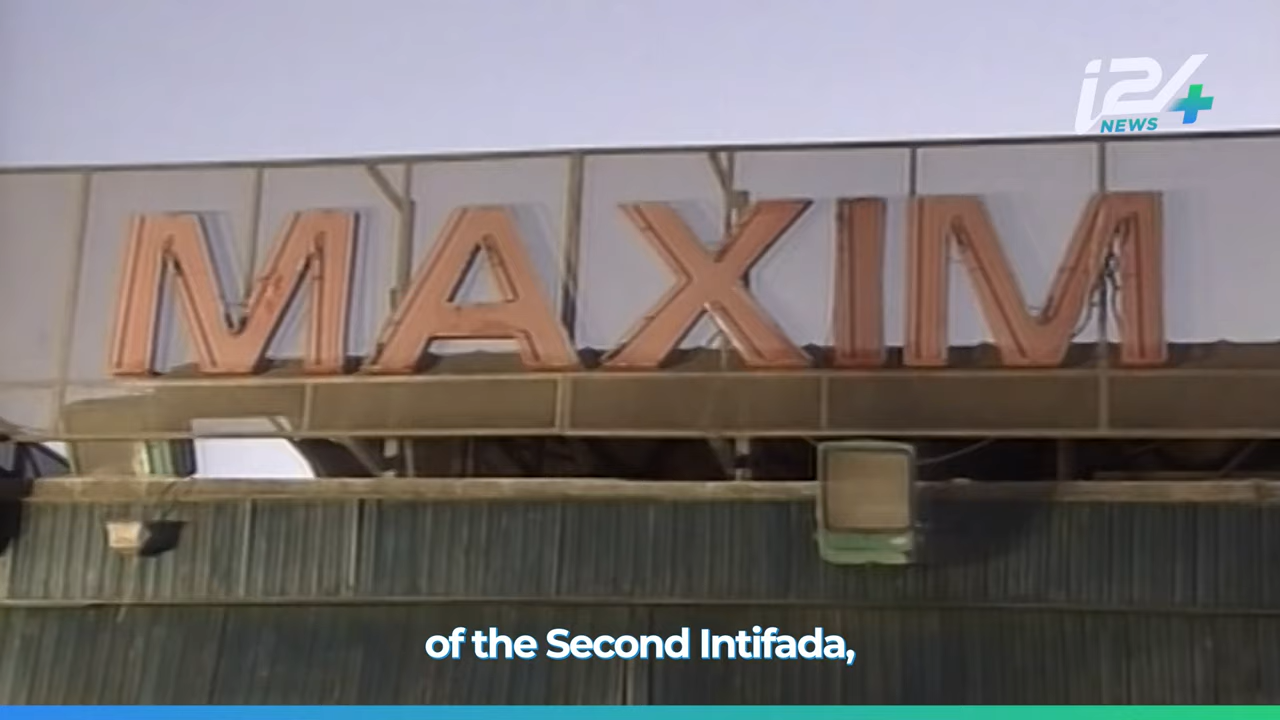 i24
NEWS
MAXIM
of the Second Intifada,